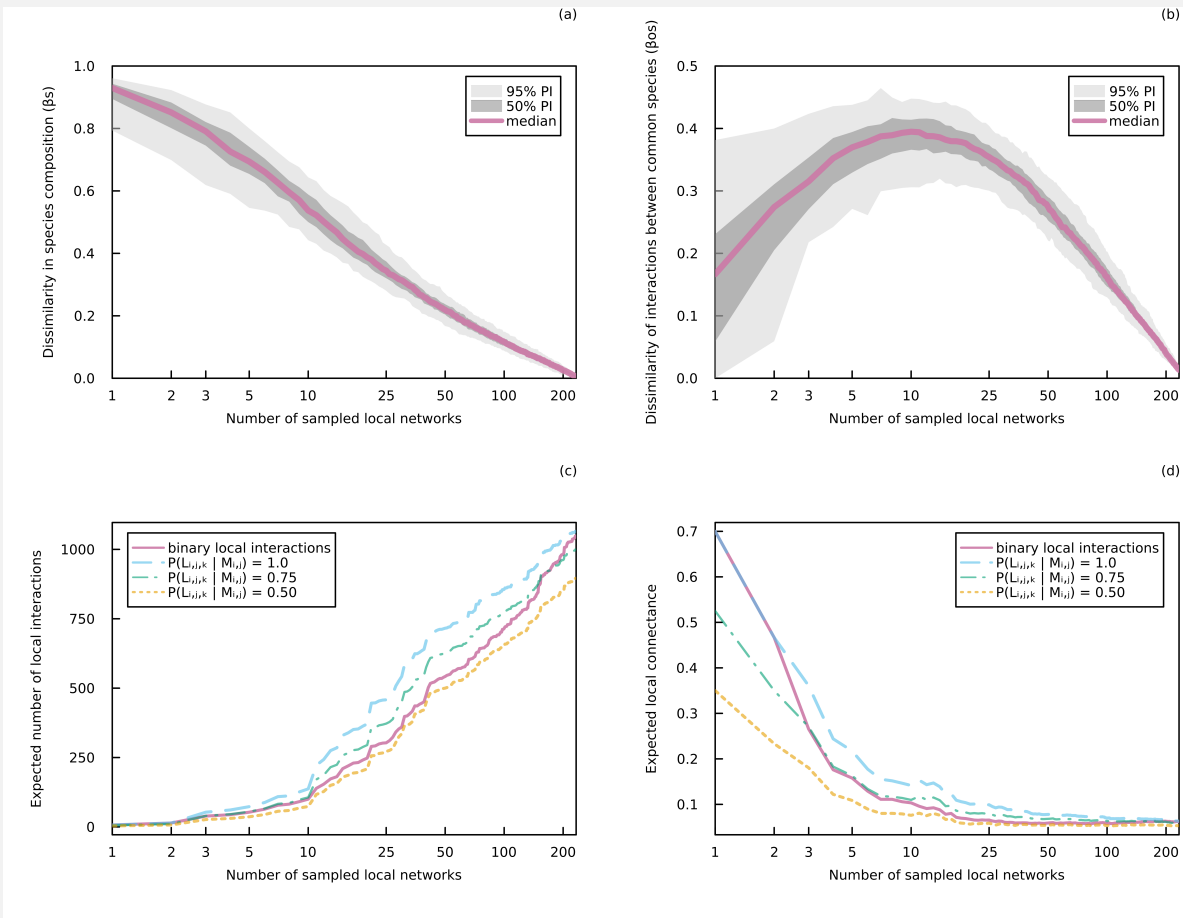 (a)
Dissimilarity in species composition (βs)
1.0
0.8
0.6
0.4
0.2
0.0
95% PI
50% PI
median
1 2 3 5 10 25 50 100 200
Number of sampled local networks
(b)
Dissimilarity of interactions between common species (βos)
0.5
0.4
0.3
0.2
0.1
0.0
95% PI
50% PI
median
1 2 3 5 10 25 50 100 200
Number of sampled local networks
(c)
Expected number of local interactions
1000
750
500
250
0
binary local interactions
P(Lᵢ,ⱼ,ₖ | Mᵢ,ⱼ) = 1.0
P(Lᵢ,ⱼ,ₖ | Mᵢ,ⱼ) = 0.75
P(Lᵢ,ⱼ,ₖ | Mᵢ,ⱼ) = 0.50
1 2 3 5 10 25 50 100 200
Number of sampled local networks
(d)
Expected local connectance
0.7
0.6
0.5
0.4
0.3
0.2
0.1
binary local interactions
P(Lᵢ,ⱼ,ₖ | Mᵢ,ⱼ) = 1.0
P(Lᵢ,ⱼ,ₖ | Mᵢ,ⱼ) = 0.75
P(Lᵢ,ⱼ,ₖ | Mᵢ,ⱼ) = 0.50
1 2 3 5 10 25 50 100 200
Number of sampled local networks